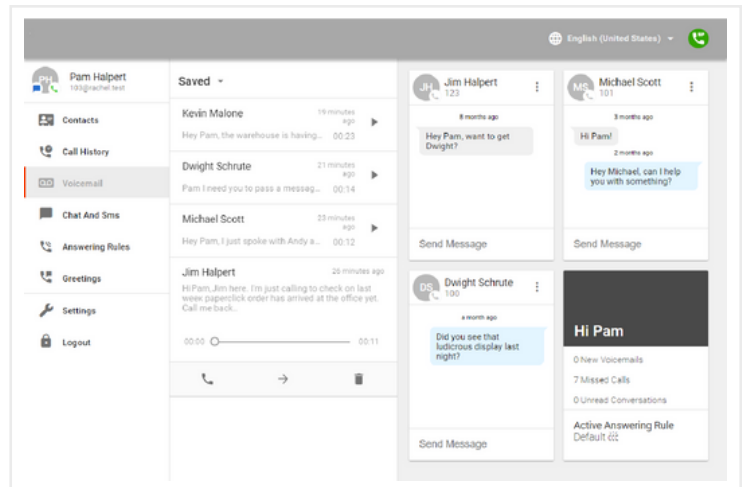 English (United States)
PH
Pam Halpert
103@rachel.test
Contacts
Call History
Voicemail
Chat And Sms
Answering Rules
Greetings
Settings
Logout
Saved
Kevin Malone
19 minutes
ago
Hey Pam, the warehouse is having...
00:23
Dwight Schrute
21 minutes
ago
Pam I need you to pass a messag...
00:14
Michael Scott
23 minutes
ago
Hey Pam, I just spoke with Andy a...
00:12
Jim Halpert
26 minutes ago
HiPam.Jim here. I'm just calling to check on last
week paperclick order has arrived at the office yet.
Call me back..
00:00
00:11
JH
Jim Halpert
123
8 months ago
Hey Pam, want to get
Dwight?
Send Message
MS
Michael Scott
101
3 months ago
Hi Pam!
2 months ago
Hey Michael, can I help
you with something?
Send Message
DS
Dwight Schrute
100
a month ago
Did you see that
ludicrous display last
night?
Send Message
Hi Pam
0 New Voicemails
7 Missed Calls
0 Unread Conversations
Active Answering Rule
Default